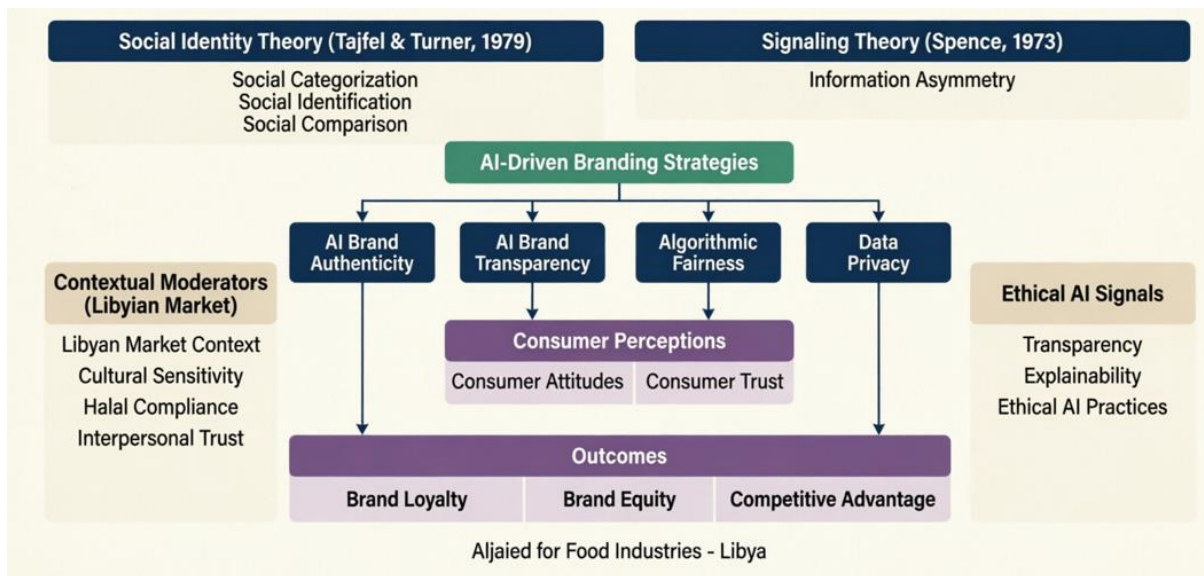 Social Identity Theory (Tajfel & Turner, 1979)
Social Categorization
Social Identification
Social Comparison
Signaling Theory (Spence, 1973)
Information Asymmetry
AI-Driven Branding Strategies
AI Brand
Authenticity
AI Brand
Transparency
Algorithmic
Fairness
Data
Privacy
Contextual Moderators
(Libyian Market)
Libyan Market Context
Cultural Sensitivity
Halal Compliance
Interpersonal Trust
Consumer Perceptions
Consumer Attitudes
Consumer Trust
Ethical AI Signals
Transparency
Explainability
Ethical AI Practices
Outcomes
Brand Loyalty
Brand Equity
Competitive Advantage
Aljaied for Food Industries - Libya